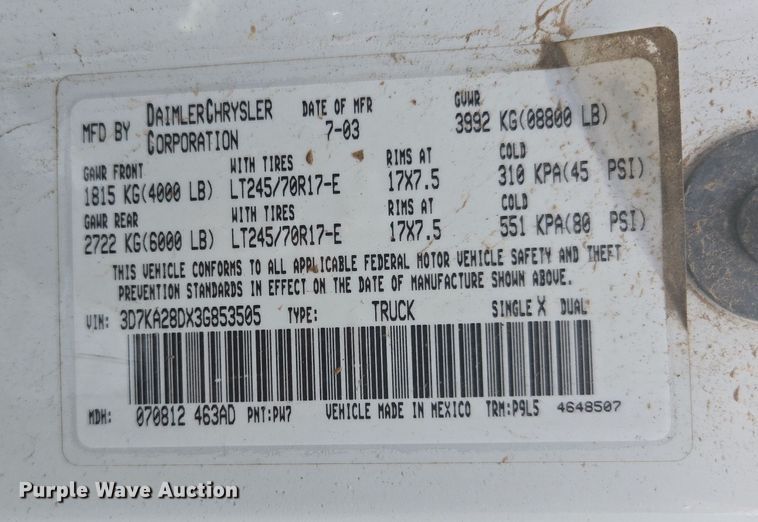 MFD BY DAIMLERCHRYSLER CORPORATION DATE OF MFR 7-03 GVWR 3992 KG(08800 LB)
GAWR FRONT WITH TIRES RIMS AT COLD
1815 KG(4000 LB) LT245/70R17-E 17X7.5 310 KPA(45 PSI)
GAWR REAR WITH TIRES RIMS AT COLD
2722 KG(6000 LB) LT245/70R17-E 17X7.5 551 KPA(80 PSI)
THIS VEHICLE CONFORMS TO ALL APPLICABLE FEDERAL MOTOR VEHICLE SAFETY AND THEFT
PREVENTION STANDARDS IN EFFECT ON THE DATE OF MANUFACTURE SHOWN ABOVE.
VIN: 3D7KA28DX3G853505 TYPE: TRUCK SINGLE X DUAL
MDH: 070812 463AD PNT:PW7 VEHICLE MADE IN MEXICO TRM:P9L5 4648507
Purple Wave Auction